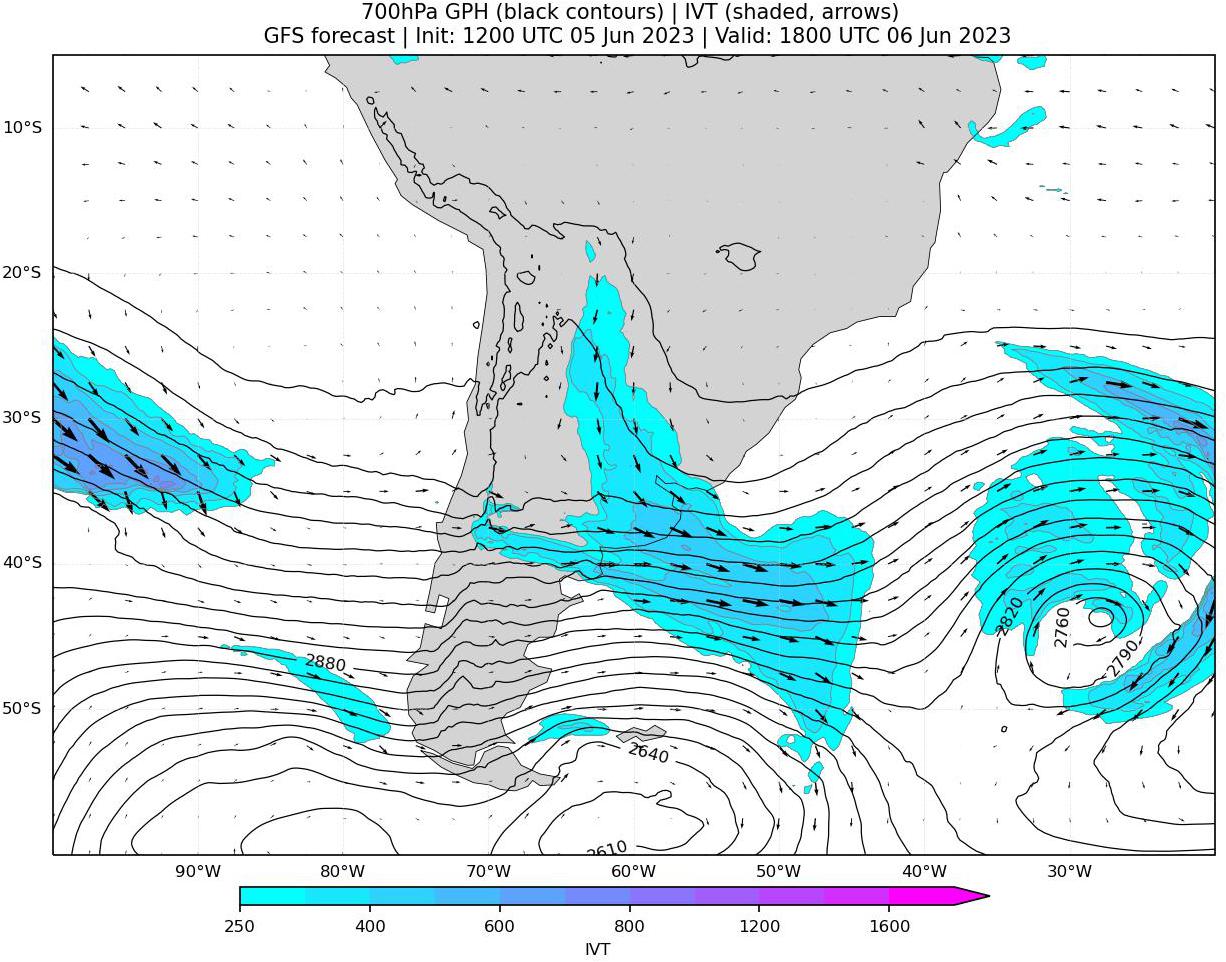 700hPa GPH (black contours) | IVT (shaded, arrows)
GFS forecast | Init: 1200 UTC 05 Jun 2023 | Valid: 1800 UTC 06 Jun 2023
10°S
20°S
30°S
40°S
50°S
2820
2760
2790
2880
2640
2610
90°W 80°W 70°W 60°W 50°W 40°W 30°W
250 400 600 800 1200 1600
IVT